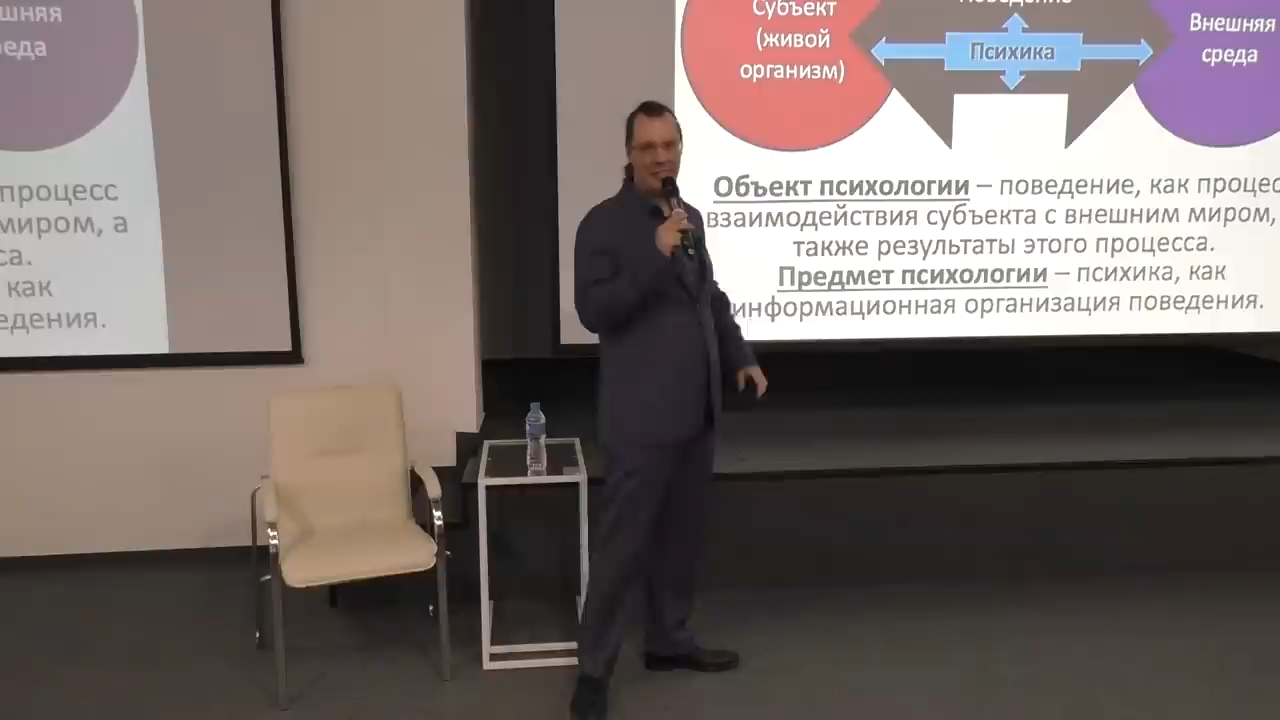 шняя
еда
процесс
миром, а
са.
как
едения.
Субъект
(живой
организм)
Психика
Внешняя
среда
Объект психологии – поведение, как процес
взаимодействия субъекта с внешним миром,
также результаты этого процесса.
Предмет психологии – психика, как
информационная организация поведения.